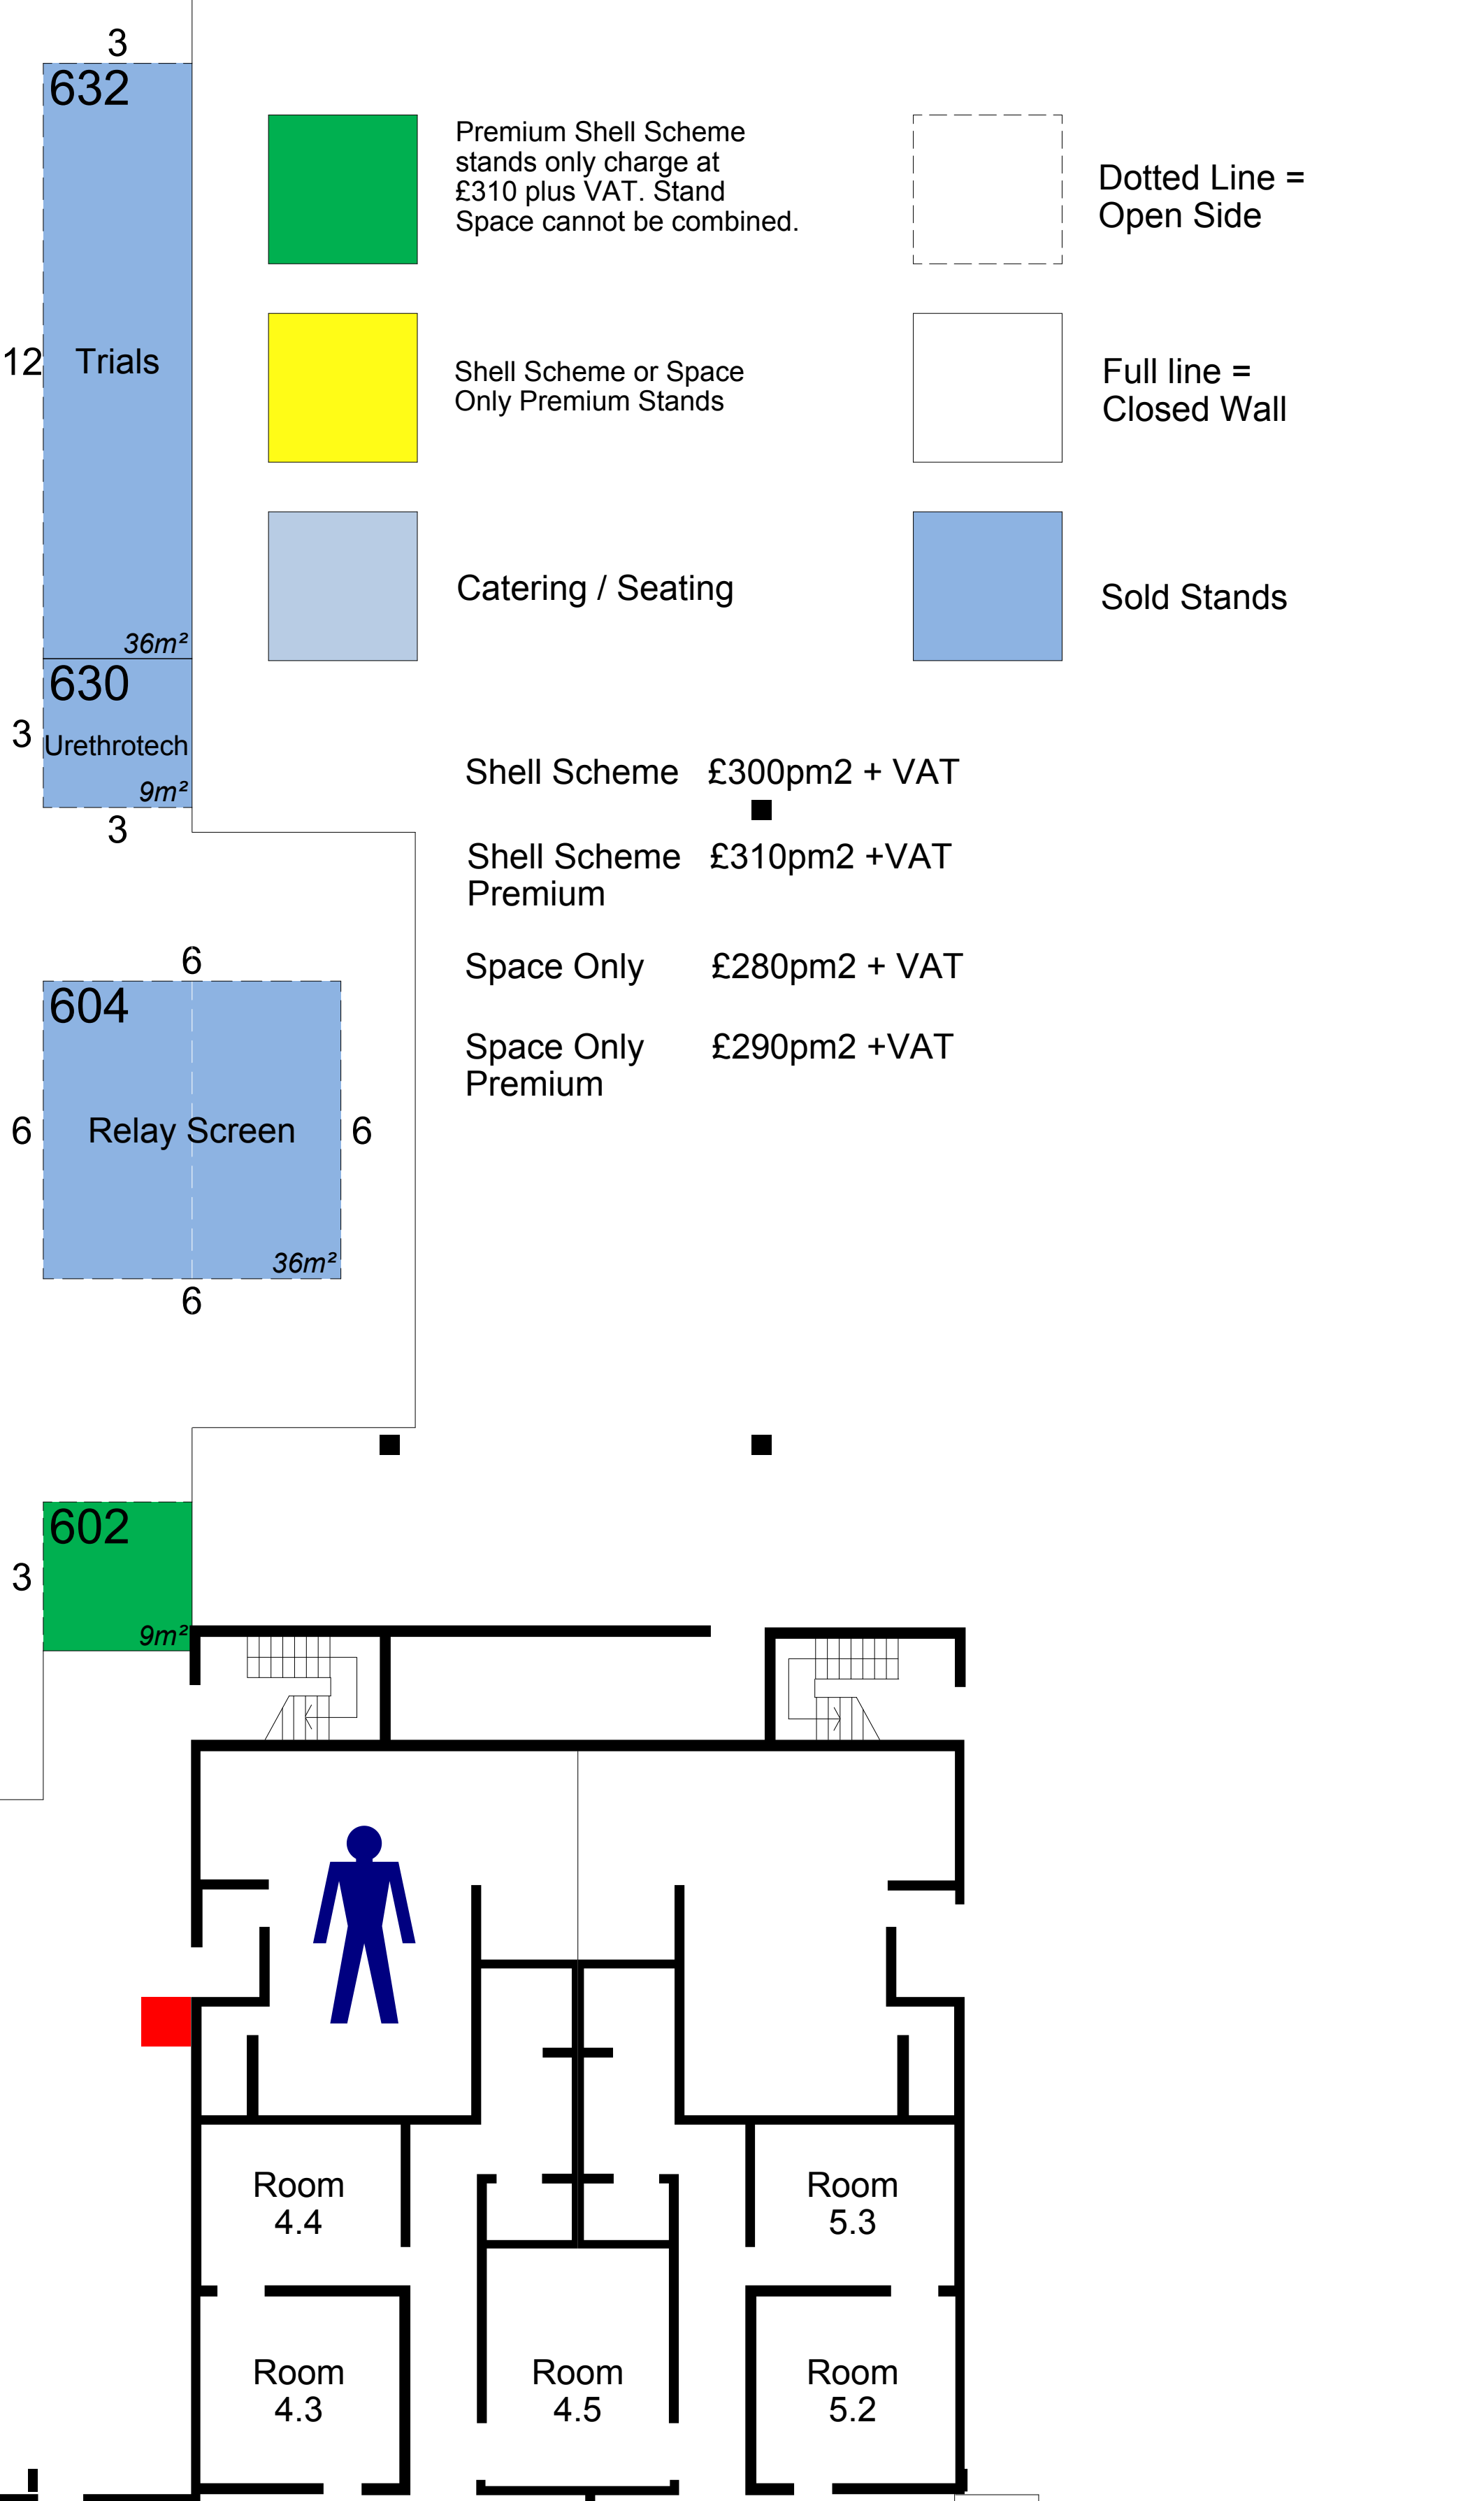 3
632
12
Trials
36m²
630
3
Urethrotech
9m²
3
Premium Shell Scheme
stands only charge at
£310 plus VAT. Stand
Space cannot be combined.
Dotted Line =
Open Side
Shell Scheme or Space
Only Premium Stands
Full line =
Closed Wall
Catering / Seating
Sold Stands
Shell Scheme £300pm2 + VAT
Shell Scheme £310pm2 +VAT
Premium
Space Only £280pm2 + VAT
Space Only £290pm2 +VAT
Premium
6
604
6
Relay Screen
6
36m²
6
602
3
9m²
Room
4.4
Room
5.3
Room
4.3
Room
4.5
Room
5.2